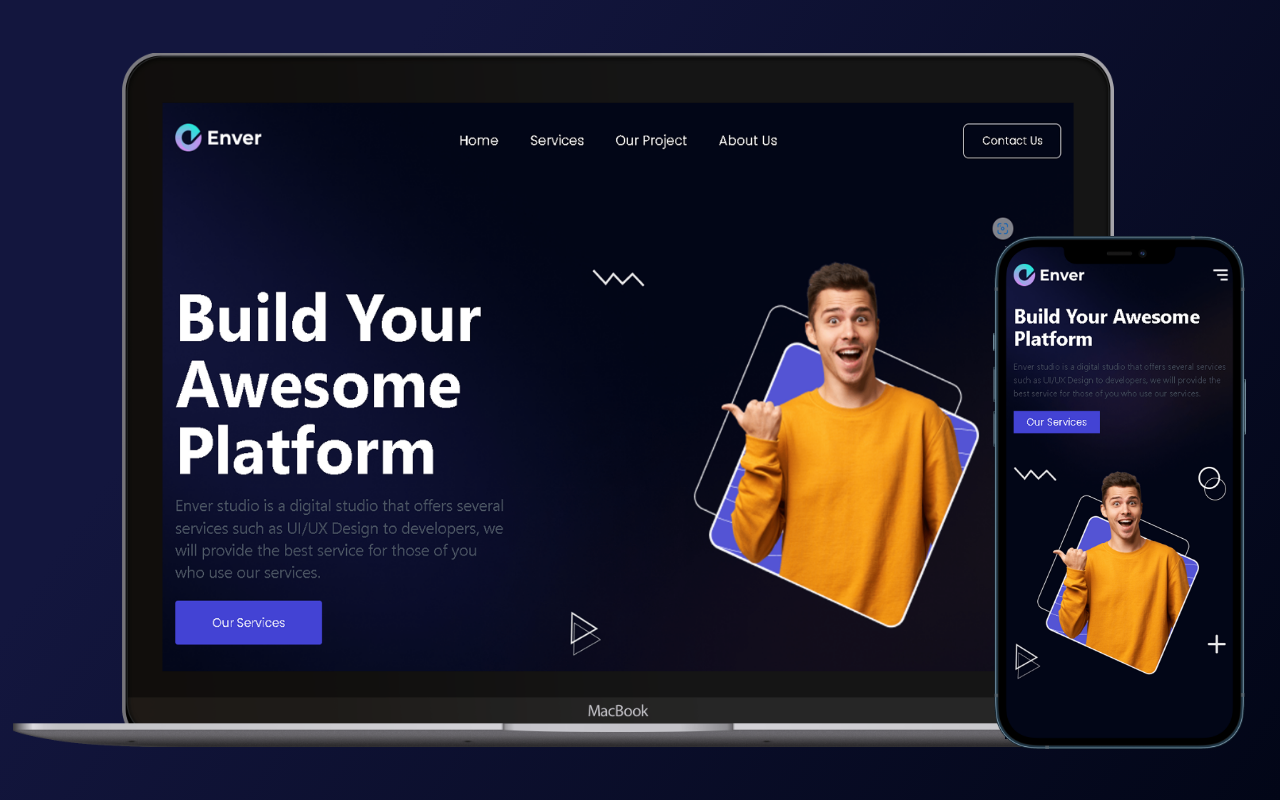 Enver
Home Services Our Project About Us
Contact Us
Build Your
Awesome
Platform
Enver studio is a digital studio that offers several
services such as UI/UX Design to developers, we
will provide the best service for those of you
who use our services.
Our Services
MacBook
Enver
Build Your Awesome
Platform
Enver studio is a digital studio that offers several services
such as UI/UX Design to developers, we will provide the
best service for those of you who use our services.
Our Services